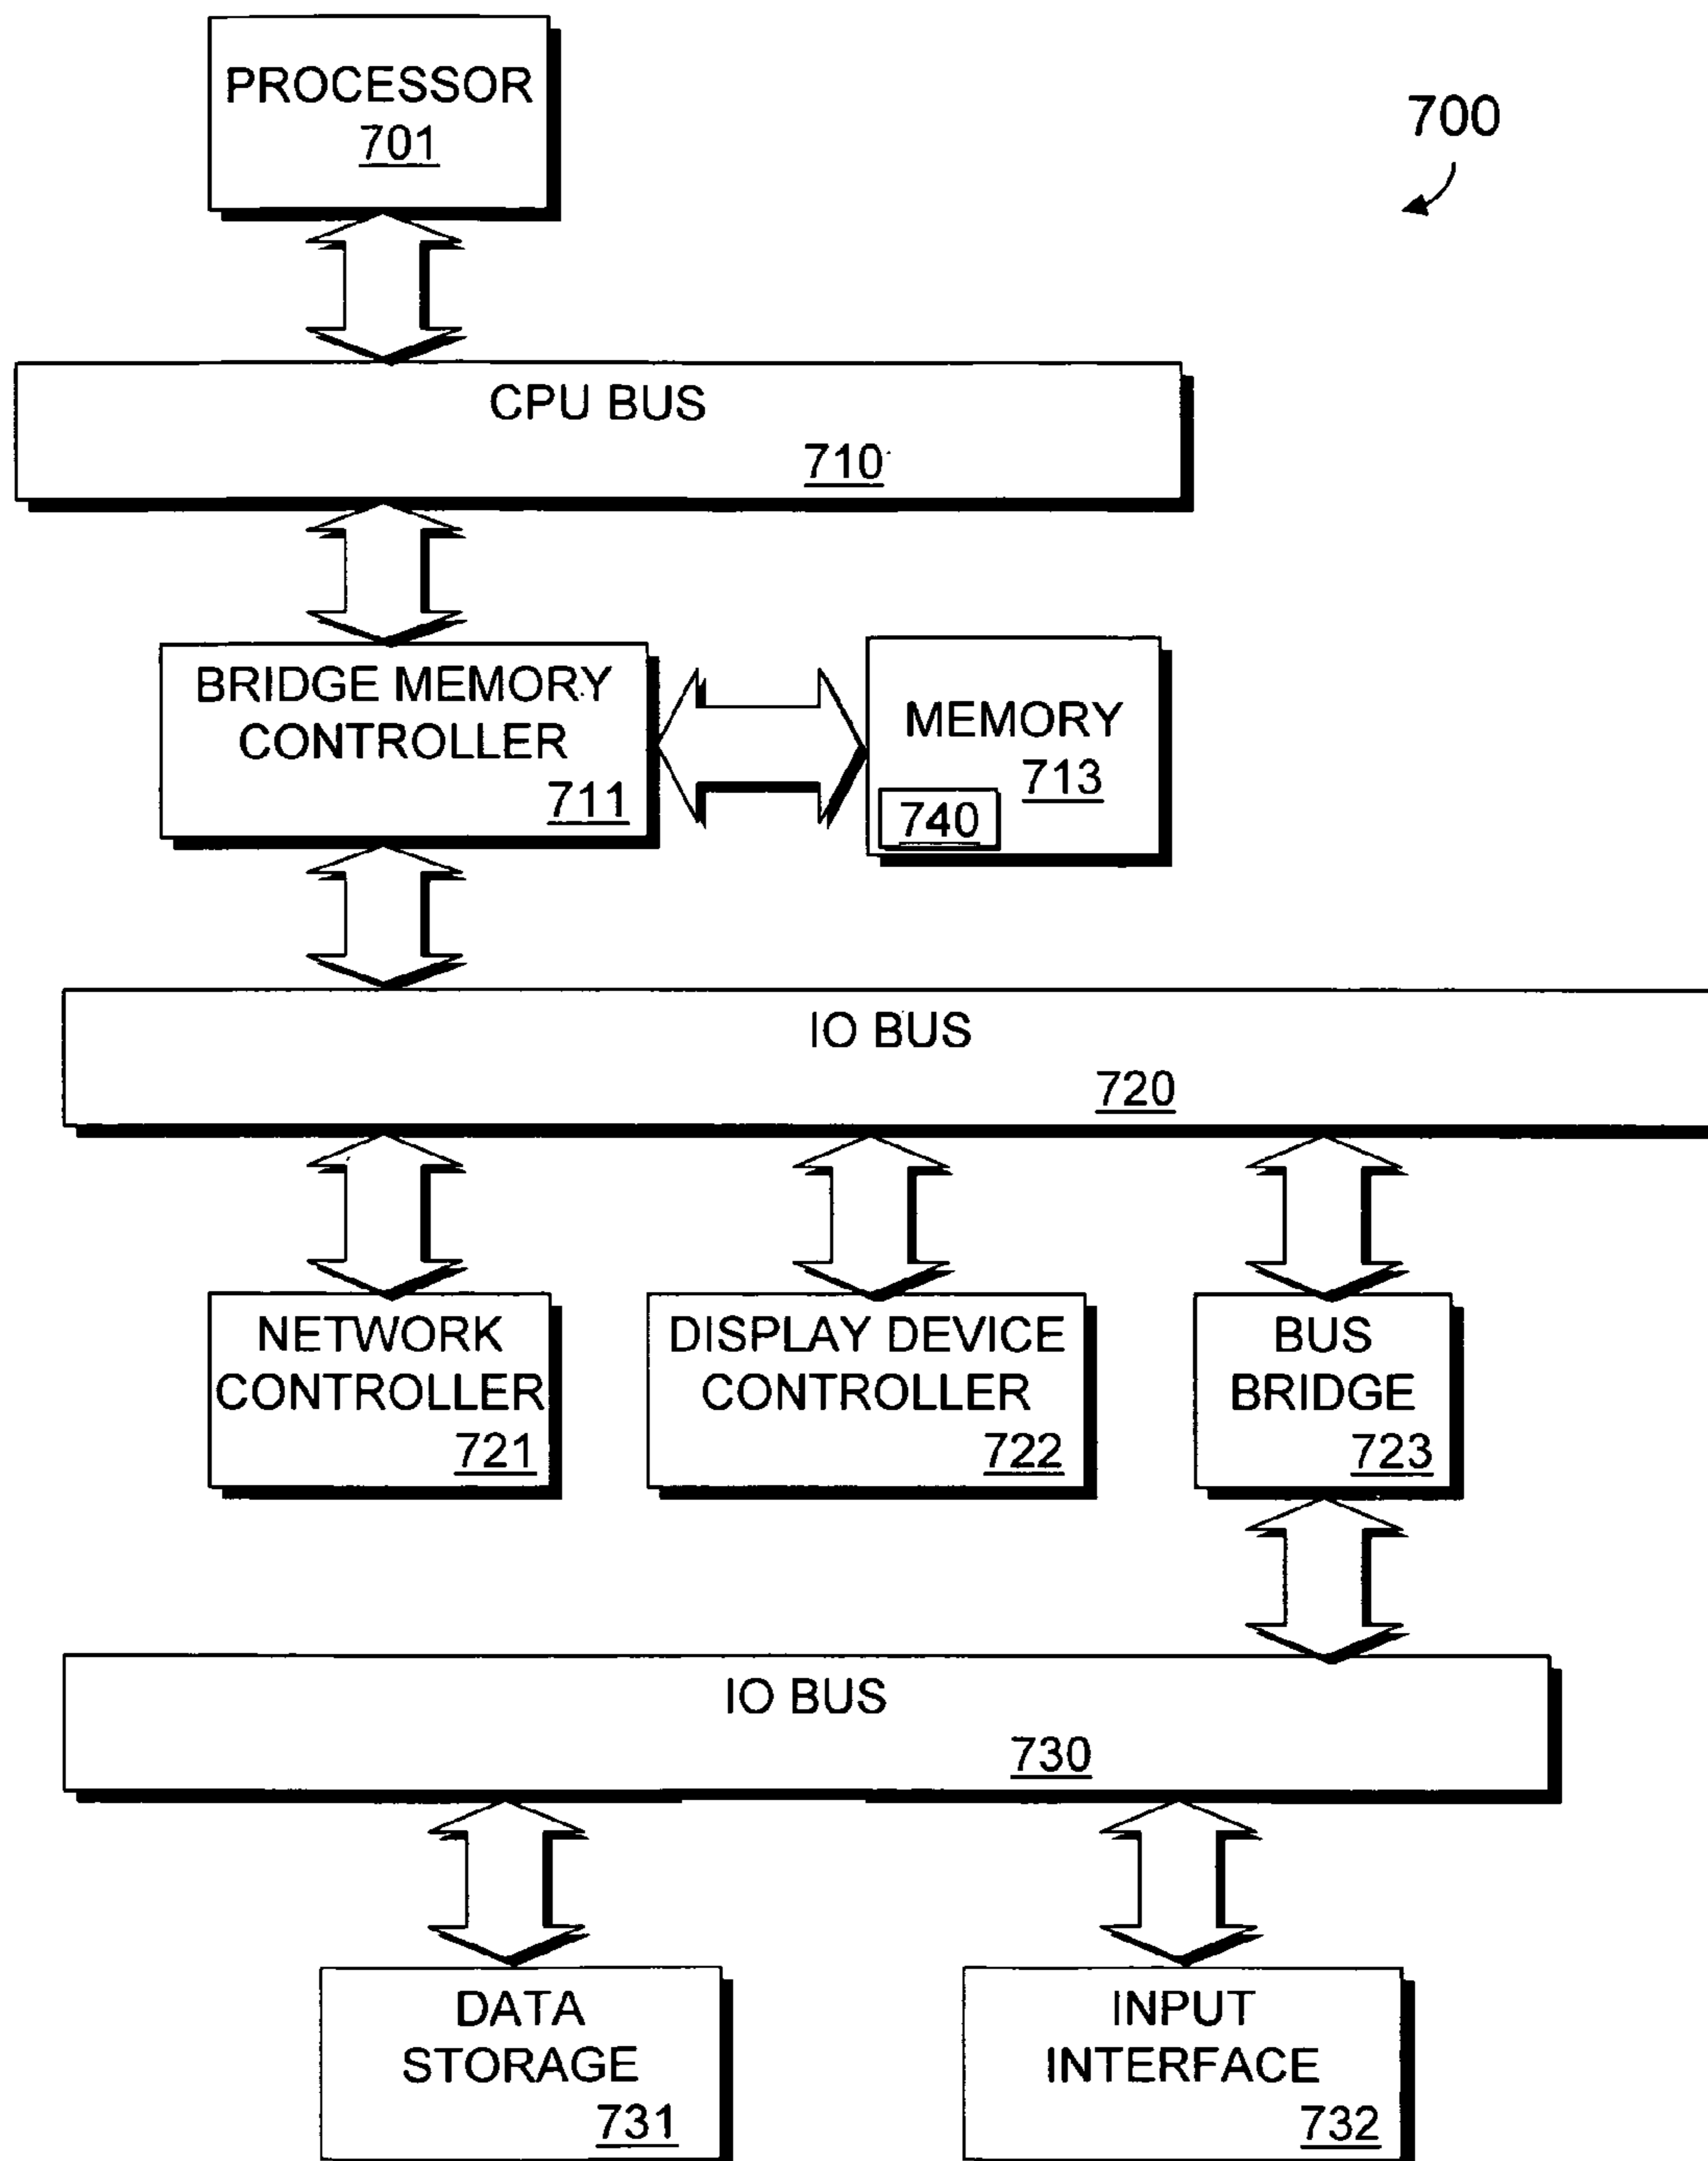 PROCESSOR
701
700
CPU BUS
710
BRIDGE MEMORY
CONTROLLER
711
MEMORY
713
740
IO BUS
720
NETWORK
CONTROLLER
721
DISPLAY DEVICE
CONTROLLER
722
BUS
BRIDGE
723
IO BUS
730
DATA
STORAGE
731
INPUT
INTERFACE
732